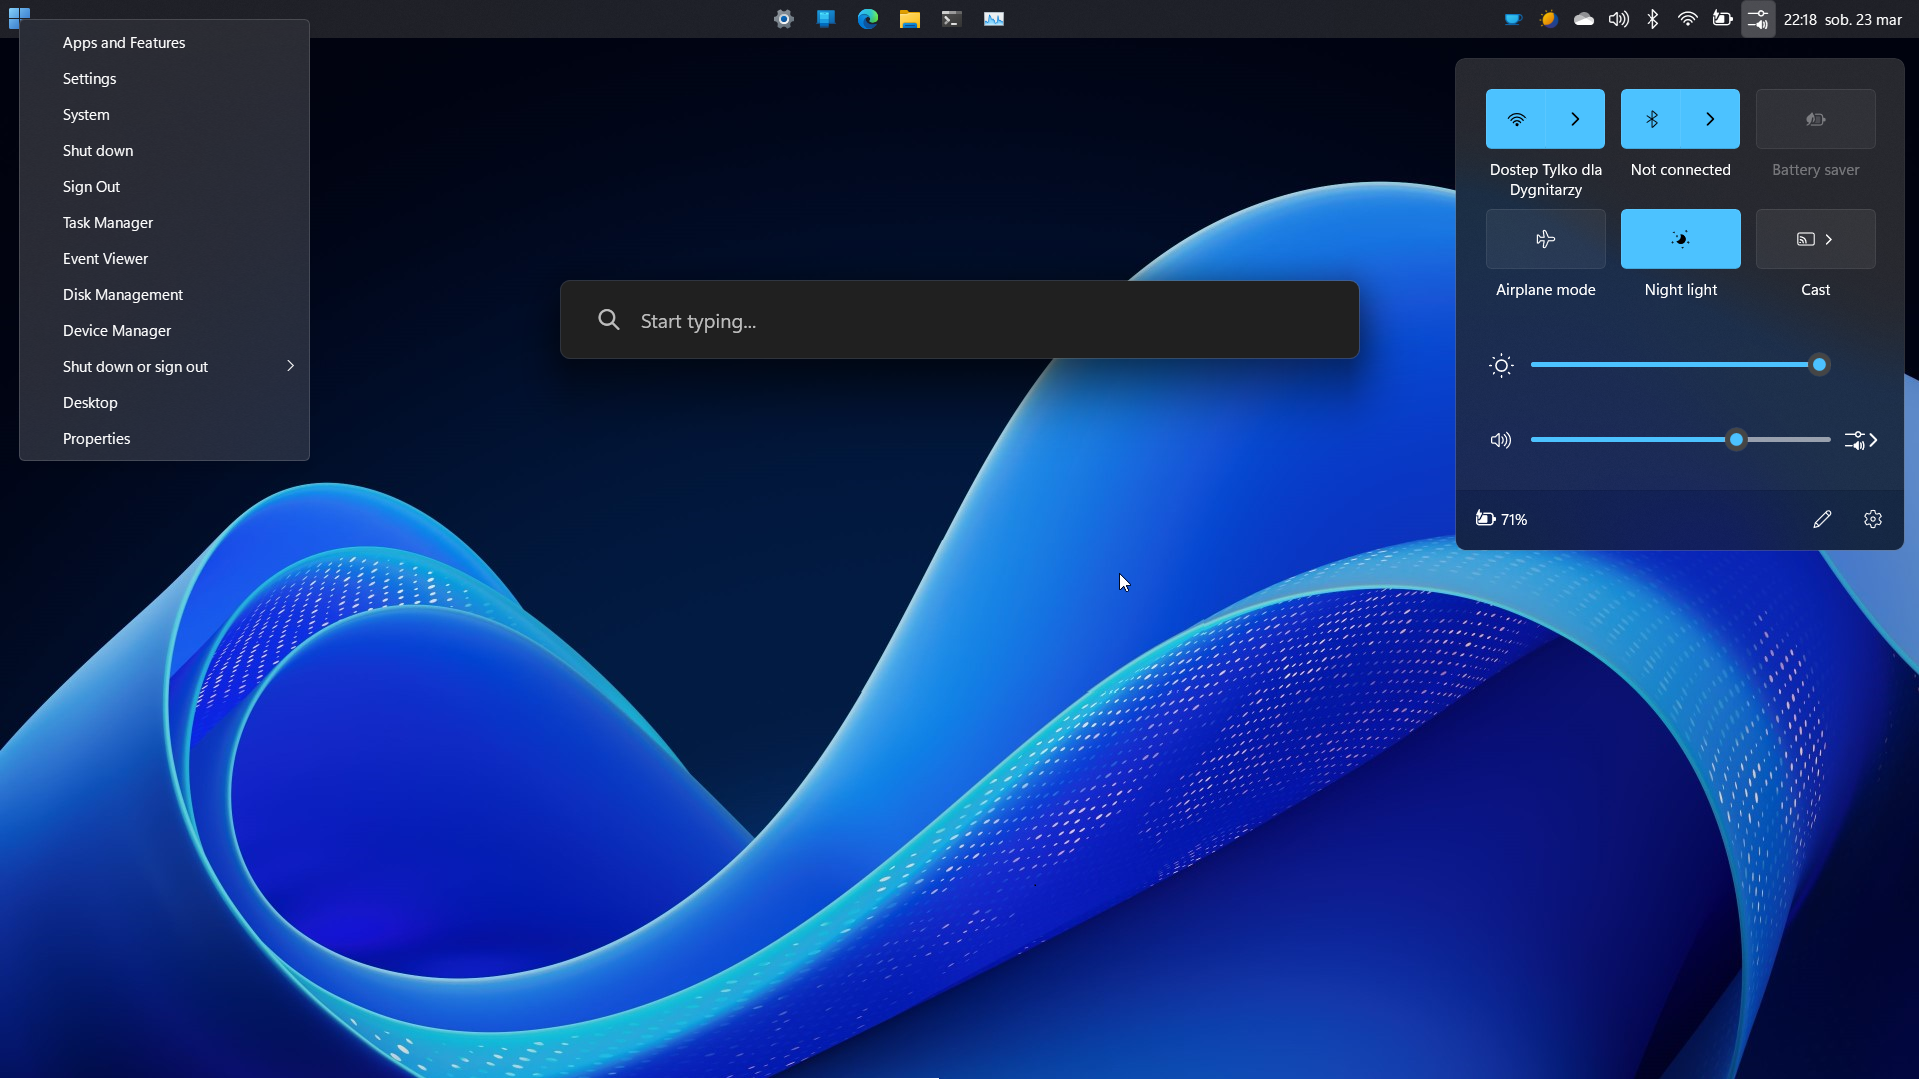 22:18 sob. 23 mar
Apps and Features
Settings
System
Shut down
Sign Out
Task Manager
Event Viewer
Disk Management
Device Manager
Shut down or sign out
Desktop
Properties
Start typing...
Dostep Tylko dla
Dygnitarzy
Not connected
Battery saver
Airplane mode
Night light
Cast
71%